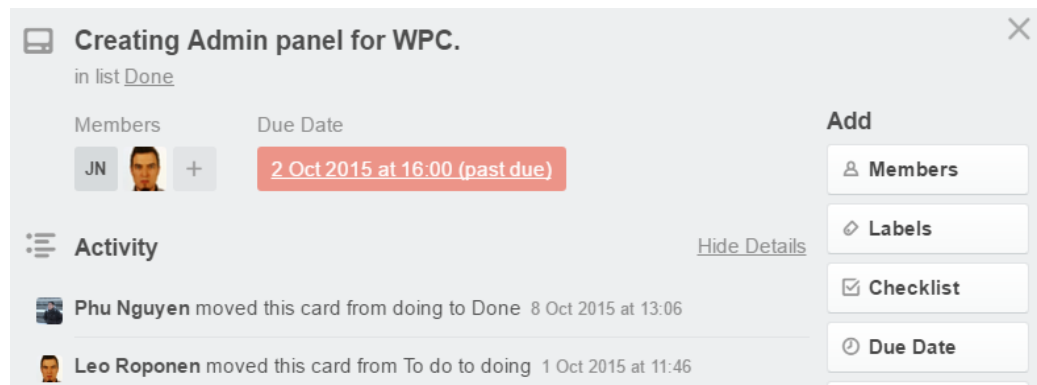 Creating Admin panel for WPC.
in list Done
Members
Due Date
JN
+
2 Oct 2015 at 16:00 (past due)
Activity
Hide Details
Phu Nguyen moved this card from doing to Done 8 Oct 2015 at 13:06
Leo Roponen moved this card from To do to doing 1 Oct 2015 at 11:46
Add
Members
Labels
Checklist
Due Date